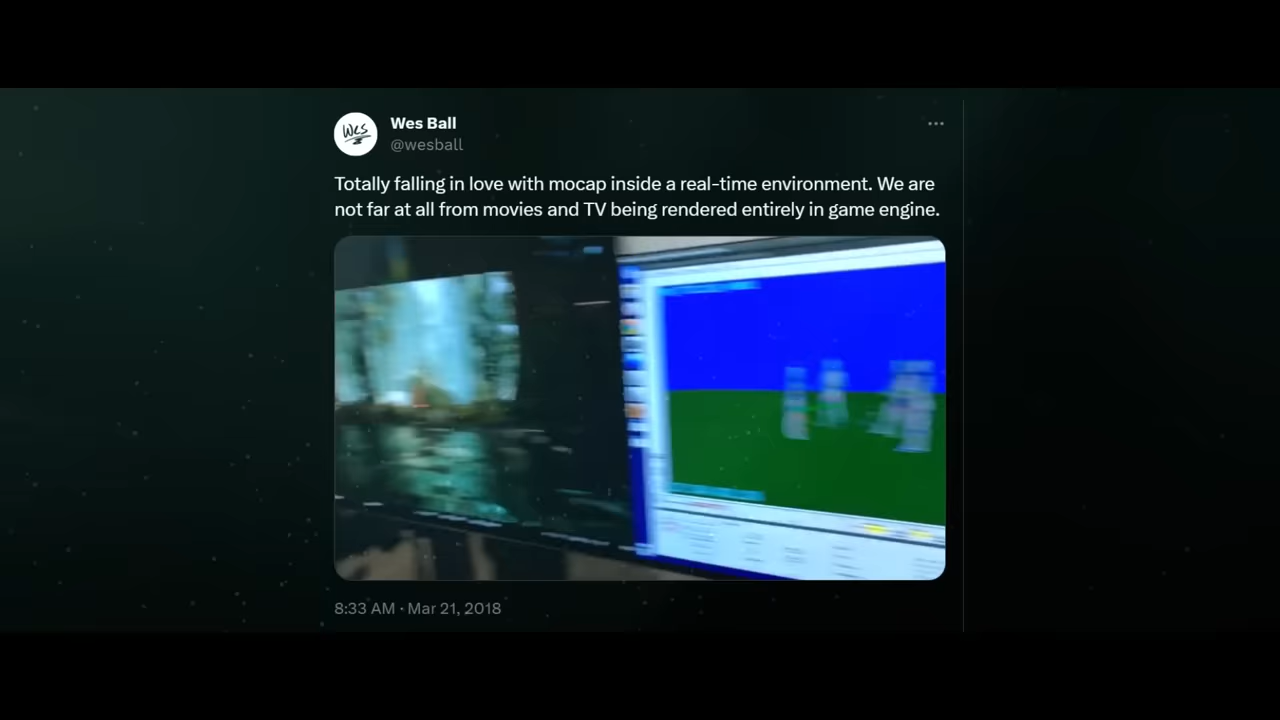 Wes
Wes Ball
@wesball
Totally falling in love with mocap inside a real-time environment. We are
not far at all from movies and TV being rendered entirely in game engine.
8:33 AM · Mar 21, 2018